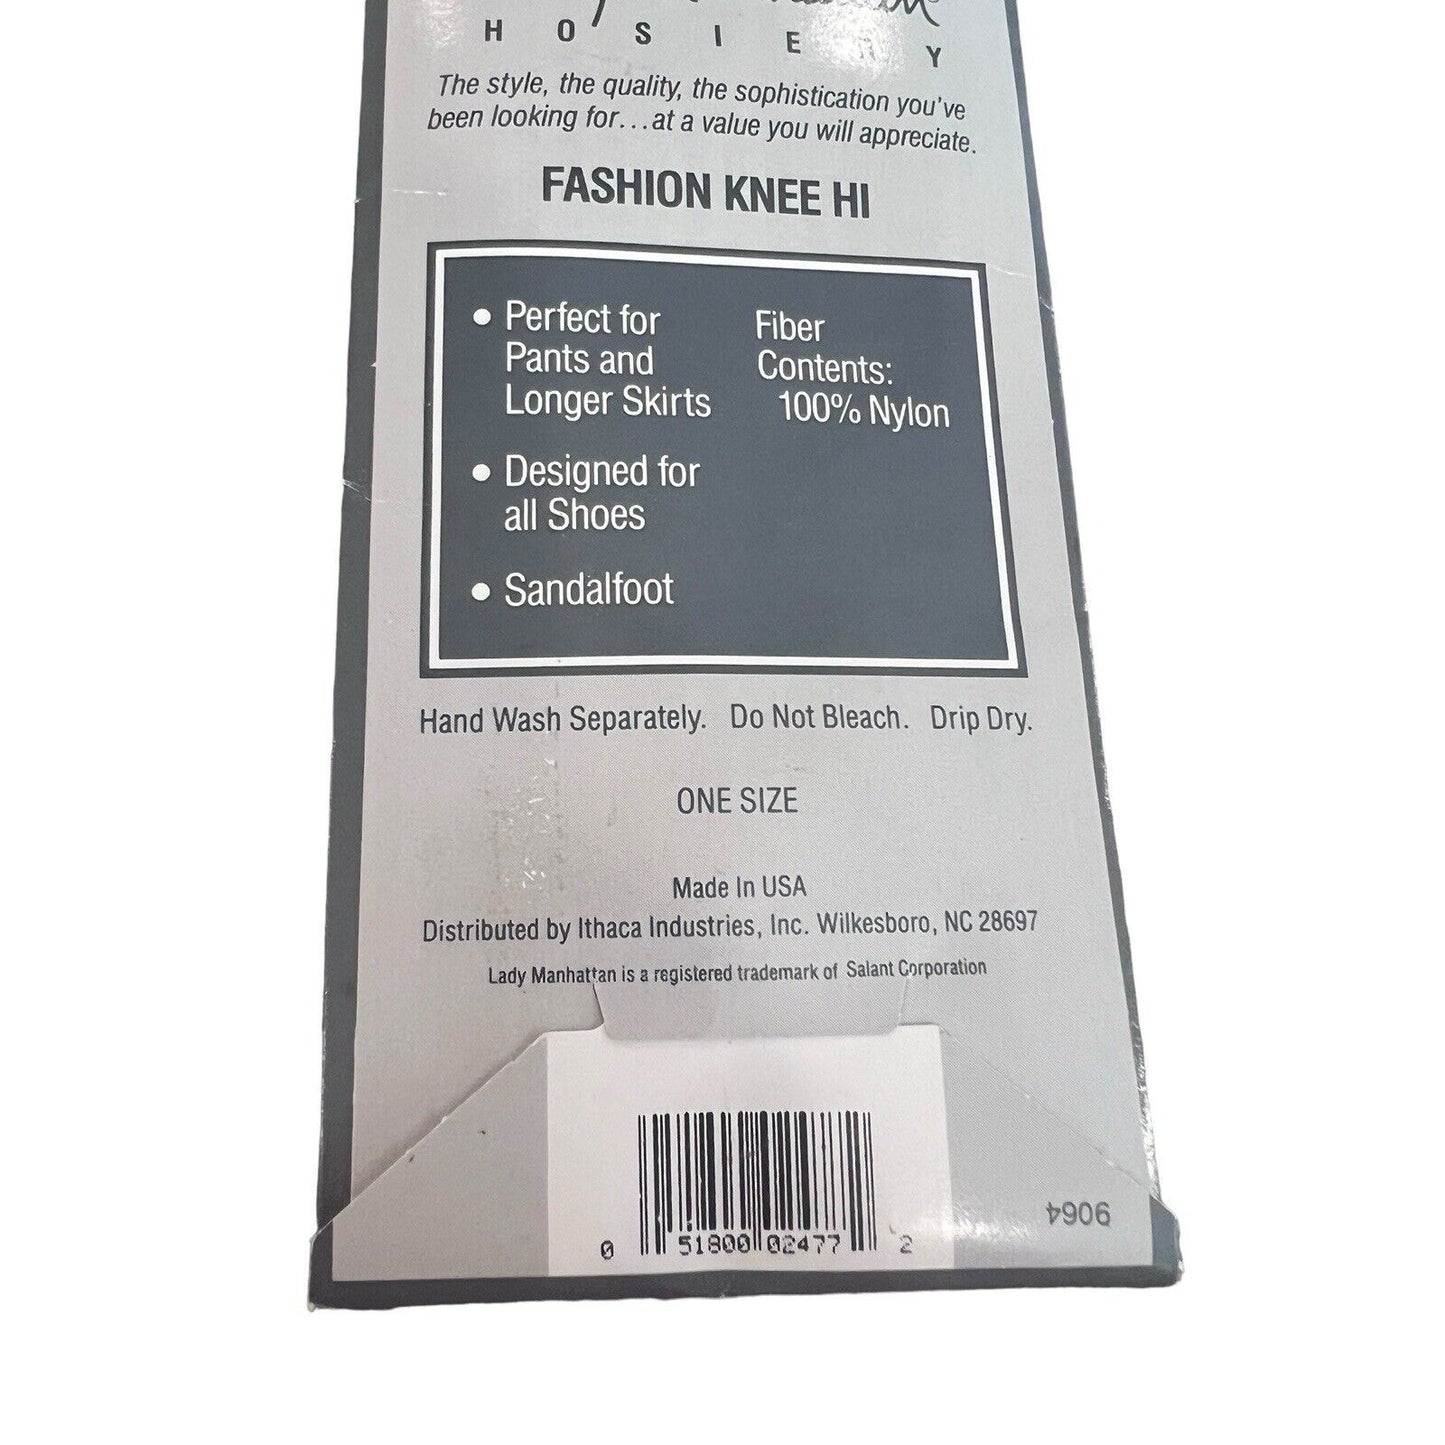 HOSIERY
The style, the quality, the sophistication you've
been looking for...at a value you will appreciate.
FASHION KNEE HI
• Perfect for
Pants and
Longer Skirts
• Designed for
all Shoes
• Sandalfoot
Fiber
Contents:
100% Nylon
Hand Wash Separately. Do Not Bleach. Drip Dry.
ONE SIZE
Made In USA
Distributed by Ithaca Industries, Inc. Wilkesboro, NC 28697
Lady Manhattan is a registered trademark of Salant Corporation
0 51800 02477 2
9064